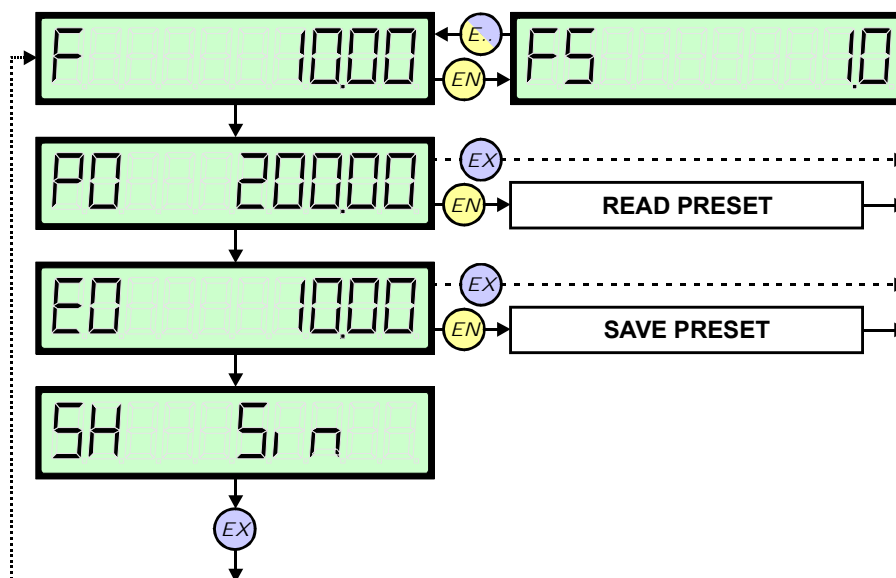 F 10.00 E.. EN FS 1.0
P0 200.00 EX
EN READ PRESET
E0 10.00 EX
EN SAVE PRESET
SH Sin
EX